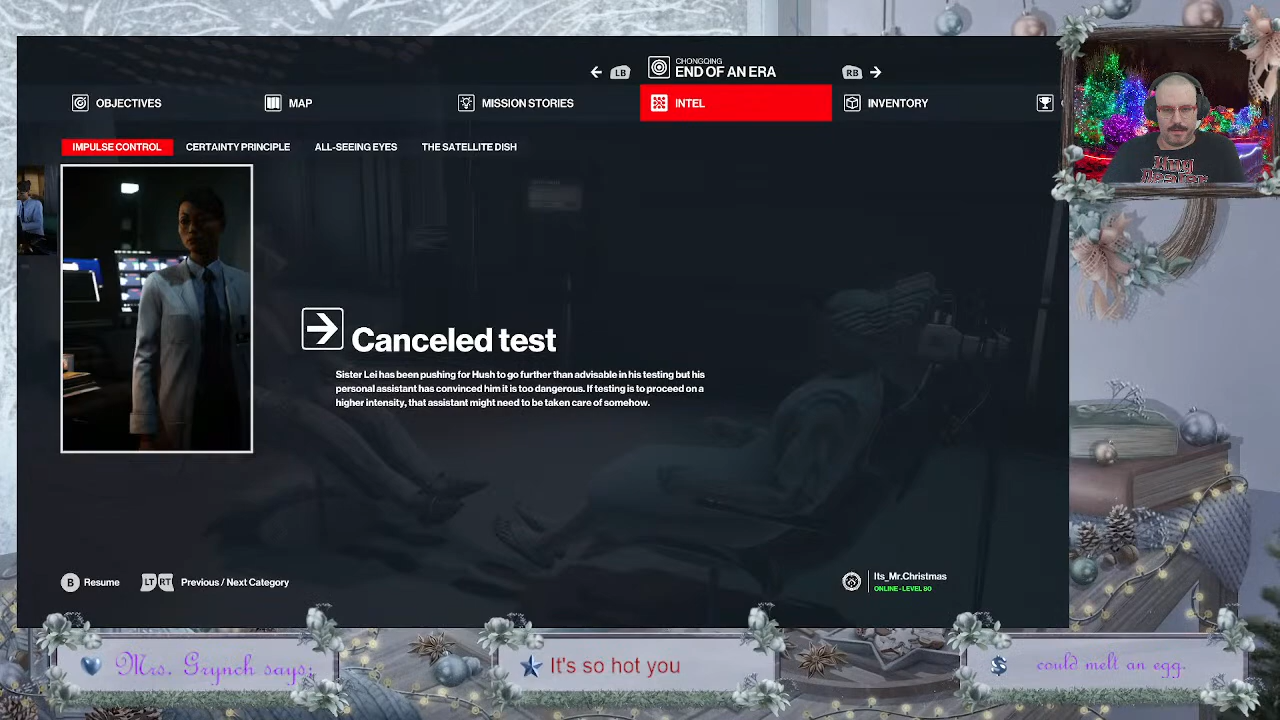 LB
CHONGQING
END OF AN ERA
RB
OBJECTIVES
MAP
MISSION STORIES
INTEL
INVENTORY
IMPULSE CONTROL
CERTAINTY PRINCIPLE
ALL-SEEING EYES
THE SATELLITE DISH
Canceled test
Sister Lei has been pushing for Hush to go further than advisable in his testing but his
personal assistant has convinced him it is too dangerous. If testing is to proceed on a
higher intensity, that assistant might need to be taken care of somehow.
B Resume
LT RT Previous / Next Category
Its_Mr.Christmas
ONLINE - LEVEL 80
Mrs. Grynch says:
It's so hot you
could melt an egg.